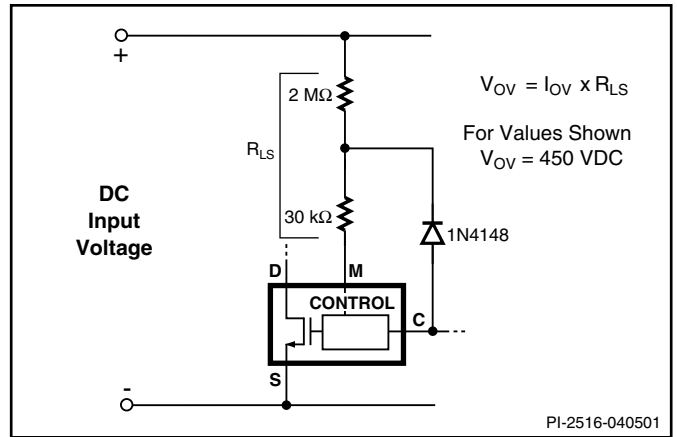 +
2 MΩ
V_OV = I_OV x R_LS
For Values Shown
V_OV = 450 VDC
R_LS
DC
Input
Voltage
30 kΩ
1N4148
D
M
CONTROL
C
S
-
PI-2516-040501